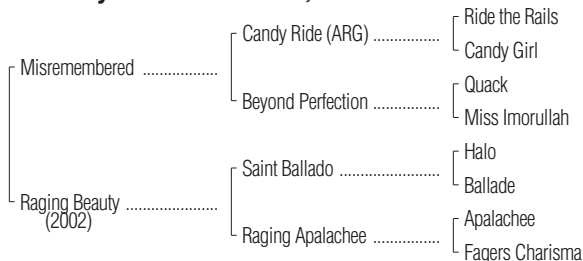 Ride the Rails
Candy Ride (ARG) ................
Candy Girl
Misremembered ..................
Quack
Beyond Perfection ................
Miss Imorullah
Halo
Saint Ballado ........................
Ballade
Raging Beauty ......................
(2002)
Apalachee
Raging Apalachee ................
Fagers Charisma